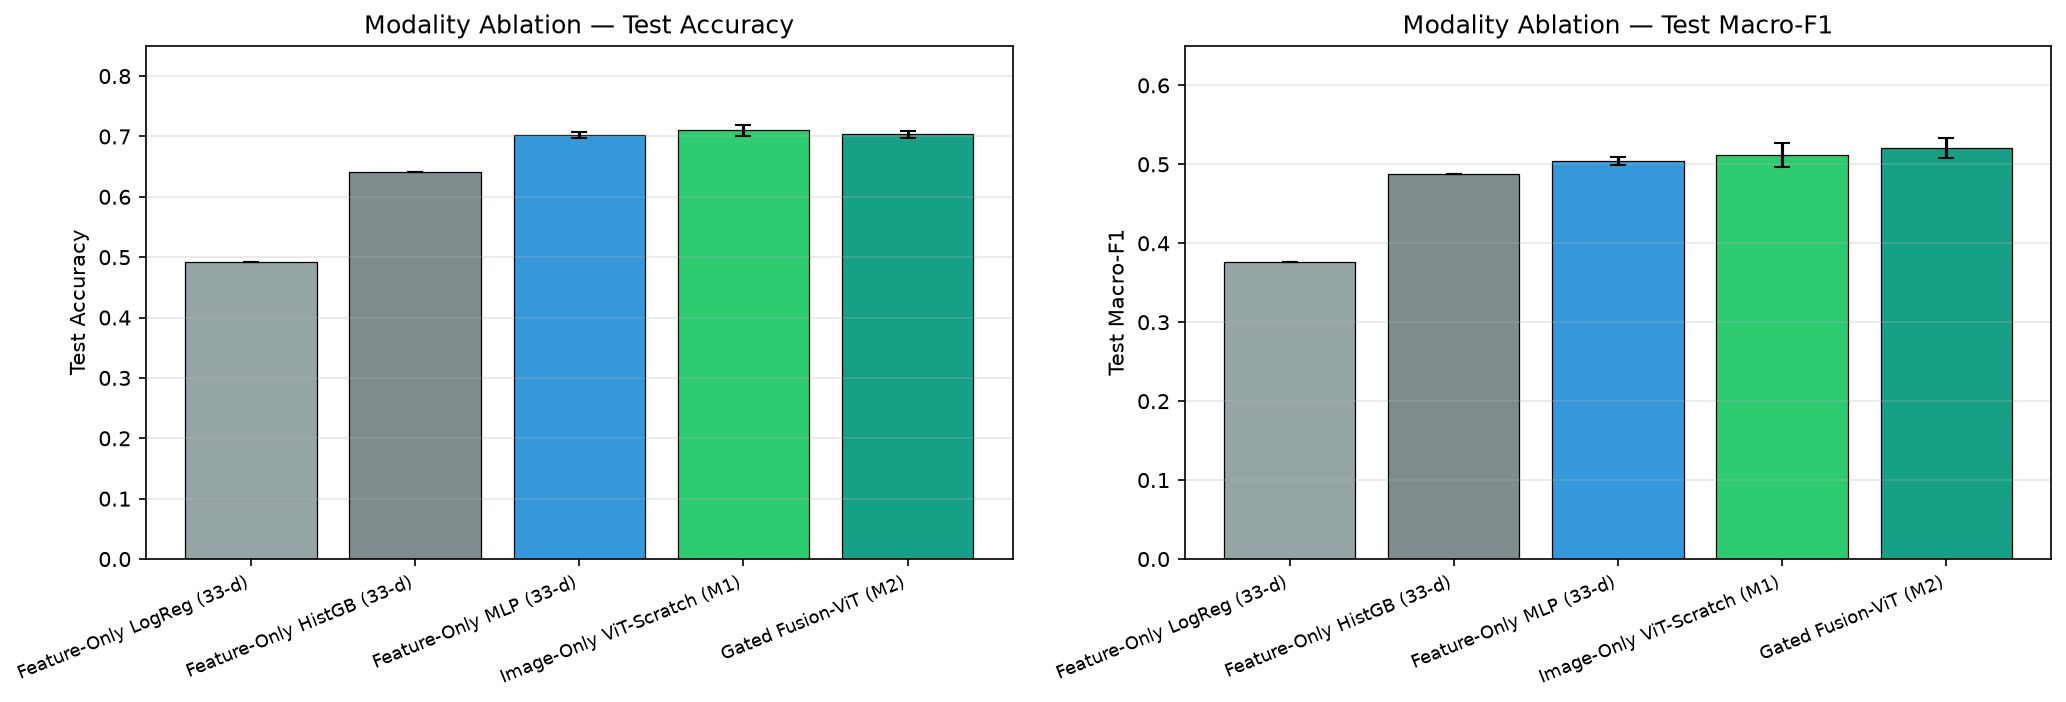 Modality Ablation — Test Accuracy
Test Accuracy
0.8
0.7
0.6
0.5
0.4
0.3
0.2
0.1
0.0
Feature-Only LogReg (33-d)
Feature-Only HistGB (33-d)
Feature-Only MLP (33-d)
Image-Only ViT-Scratch (M1)
Gated Fusion-ViT (M2)
Modality Ablation — Test Macro-F1
Test Macro-F1
0.6
0.5
0.4
0.3
0.2
0.1
0.0
Feature-Only LogReg (33-d)
Feature-Only HistGB (33-d)
Feature-Only MLP (33-d)
Image-Only ViT-Scratch (M1)
Gated Fusion-ViT (M2)